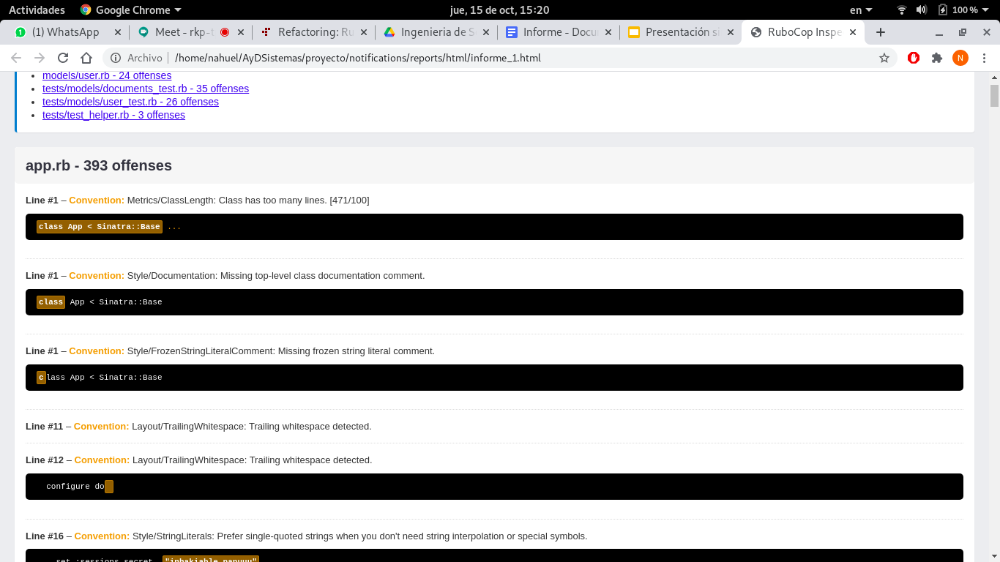 Actividades Google Chrome jue, 15 de oct, 15:20 en 100 %
(1) WhatsApp Meet - rkp- Refactoring: Ru Ingenieria de S Informe - Docu Presentación si RuboCop Inspe
Archivo /home/nahuel/AyDSistemas/proyecto/notifications/reports/html/informe_1.html N
models/user.rb - 24 offenses
tests/models/documents_test.rb - 35 offenses
tests/models/user_test.rb - 26 offenses
tests/test_helper.rb - 3 offenses
app.rb - 393 offenses
Line #1 – Convention: Metrics/ClassLength: Class has too many lines. [471/100]
class App < Sinatra::Base ...
Line #1 – Convention: Style/Documentation: Missing top-level class documentation comment.
class App < Sinatra::Base
Line #1 – Convention: Style/FrozenStringLiteralComment: Missing frozen string literal comment.
class App < Sinatra::Base
Line #11 – Convention: Layout/TrailingWhitespace: Trailing whitespace detected.
Line #12 – Convention: Layout/TrailingWhitespace: Trailing whitespace detected.
configure do
Line #16 – Convention: Style/StringLiterals: Prefer single-quoted strings when you don't need string interpolation or special symbols.